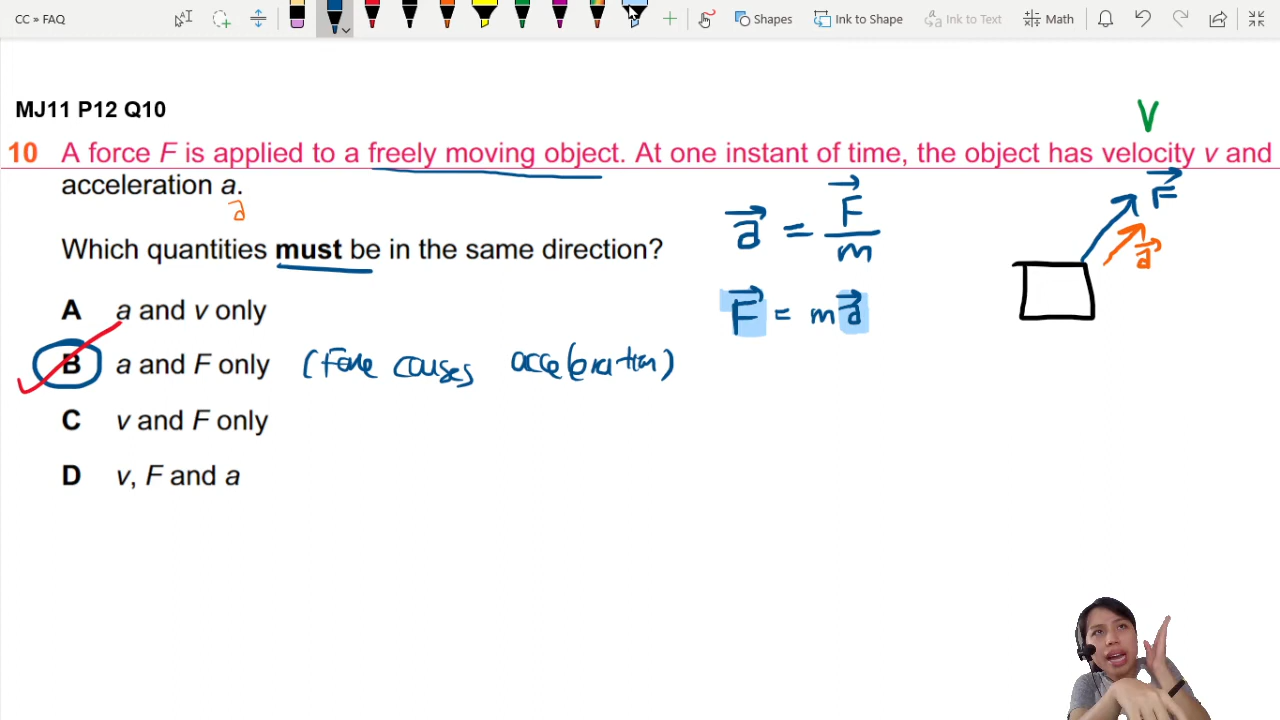 CC » FAQ
Shapes
Ink to Shape
Ink to Text
Math
MJ11 P12 Q10
V
10 A force F is applied to a freely moving object. At one instant of time, the object has velocity v and
acceleration a.
a
Which quantities must be in the same direction?
A a and v only
B a and F only (Force causes acceleration)
C v and F only
D v, F and a
a = F / m
F = ma
F
a